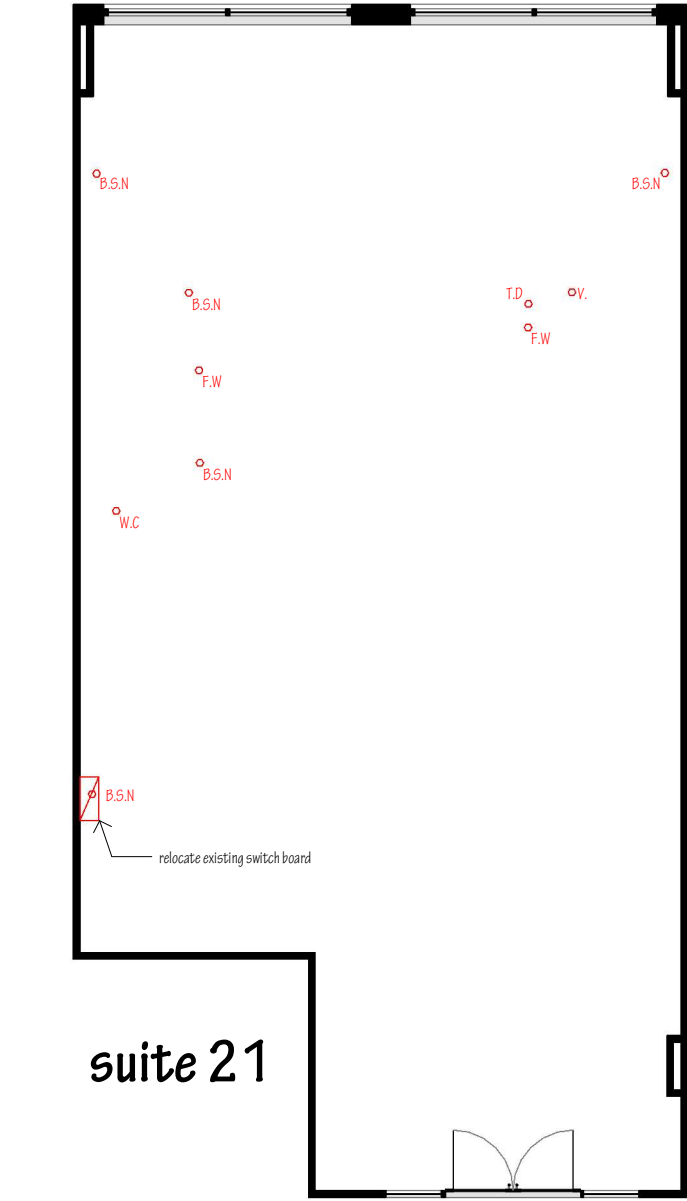 B.S.N
B.S.N
T.D
V.
B.S.N
F.W
F.W
B.S.N
W.C
B.S.N
relocate existing switch board
suite 21